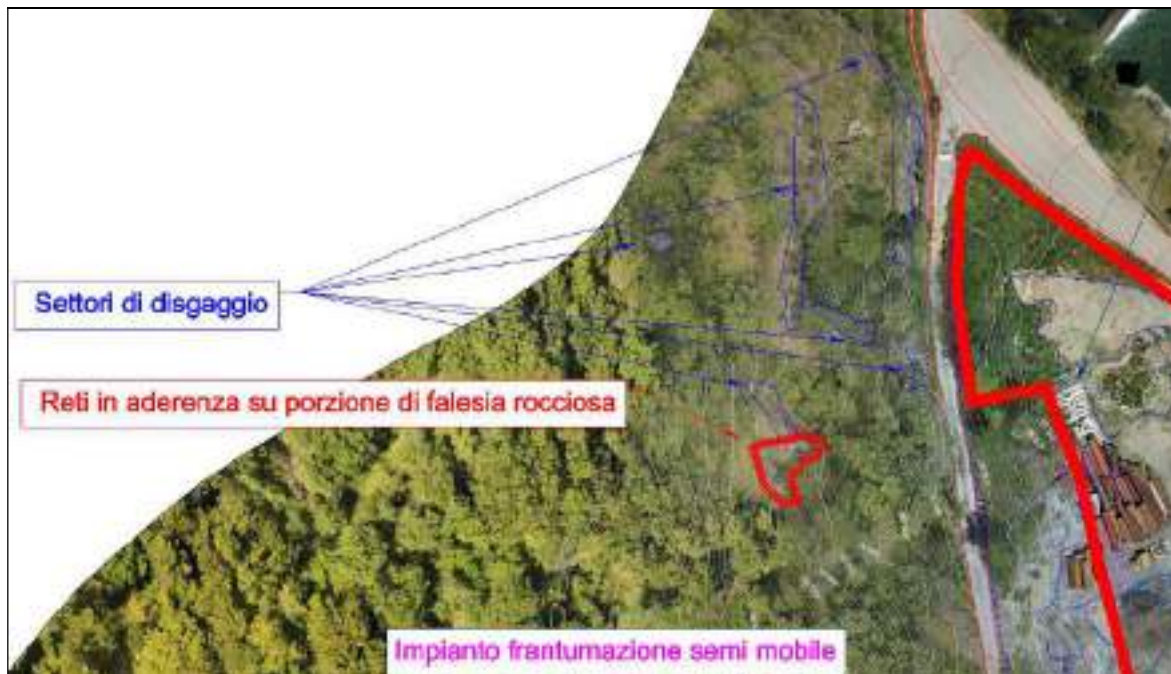 Settori di disgaggio
Reti in aderenza su porzione di falesia rocciosa
Impianto frantumazione semi mobile